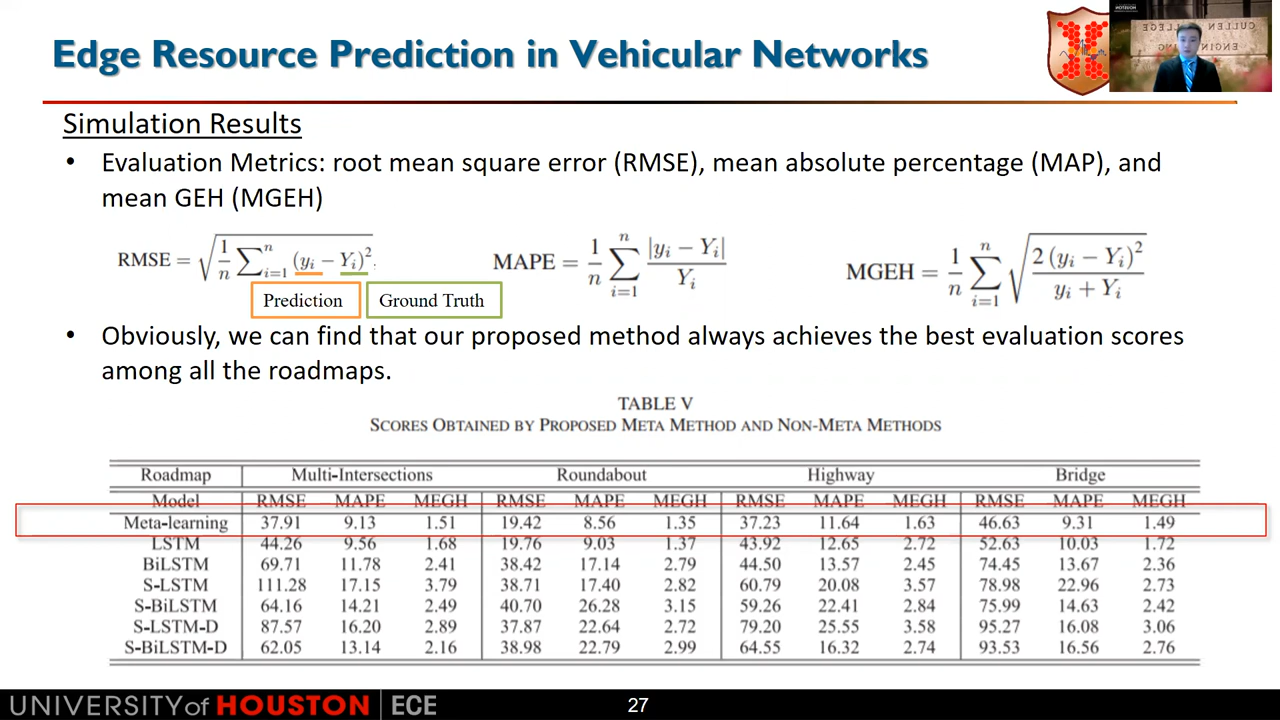 Edge Resource Prediction in Vehicular Networks
CULLEN COLLEGE
ENGINEERING
Simulation Results
• Evaluation Metrics: root mean square error (RMSE), mean absolute percentage (MAP), and
mean GEH (MGEH)
RMSE = √(1/n ∑ⁿᵢ₌₁ (yᵢ − Yᵢ)²).
MAPE = 1/n ∑ⁿᵢ₌₁ |yᵢ − Yᵢ| / Yᵢ
MGEH = 1/n ∑ⁿᵢ₌₁ √(2 (yᵢ − Yᵢ)² / (yᵢ + Yᵢ))
Prediction Ground Truth
• Obviously, we can find that our proposed method always achieves the best evaluation scores
among all the roadmaps.
TABLE V
SCORES OBTAINED BY PROPOSED META METHOD AND NON-META METHODS
Roadmap Multi-Intersections Roundabout Highway Bridge
Model RMSE MAPE MEGH RMSE MAPE MEGH RMSE MAPE MEGH RMSE MAPE MEGH
Meta-learning 37.91 9.13 1.51 19.42 8.56 1.35 37.23 11.64 1.63 46.63 9.31 1.49
LSTM 44.26 9.56 1.68 19.76 9.03 1.37 43.92 12.65 2.72 52.63 10.03 1.72
BiLSTM 69.71 11.78 2.41 38.42 17.14 2.79 44.50 13.57 2.45 74.45 13.67 2.36
S-LSTM 111.28 17.15 3.79 38.71 17.40 2.82 60.79 20.08 3.57 78.98 22.96 2.73
S-BiLSTM 64.16 14.21 2.49 40.70 26.28 3.15 59.26 22.41 2.84 75.99 14.63 2.42
S-LSTM-D 87.57 16.20 2.89 37.87 22.64 2.72 79.20 25.55 3.58 95.27 16.08 3.06
S-BiLSTM-D 62.05 13.14 2.16 38.98 22.79 2.99 64.55 16.32 2.74 93.53 16.56 2.76
UNIVERSITY of HOUSTON ECE
27